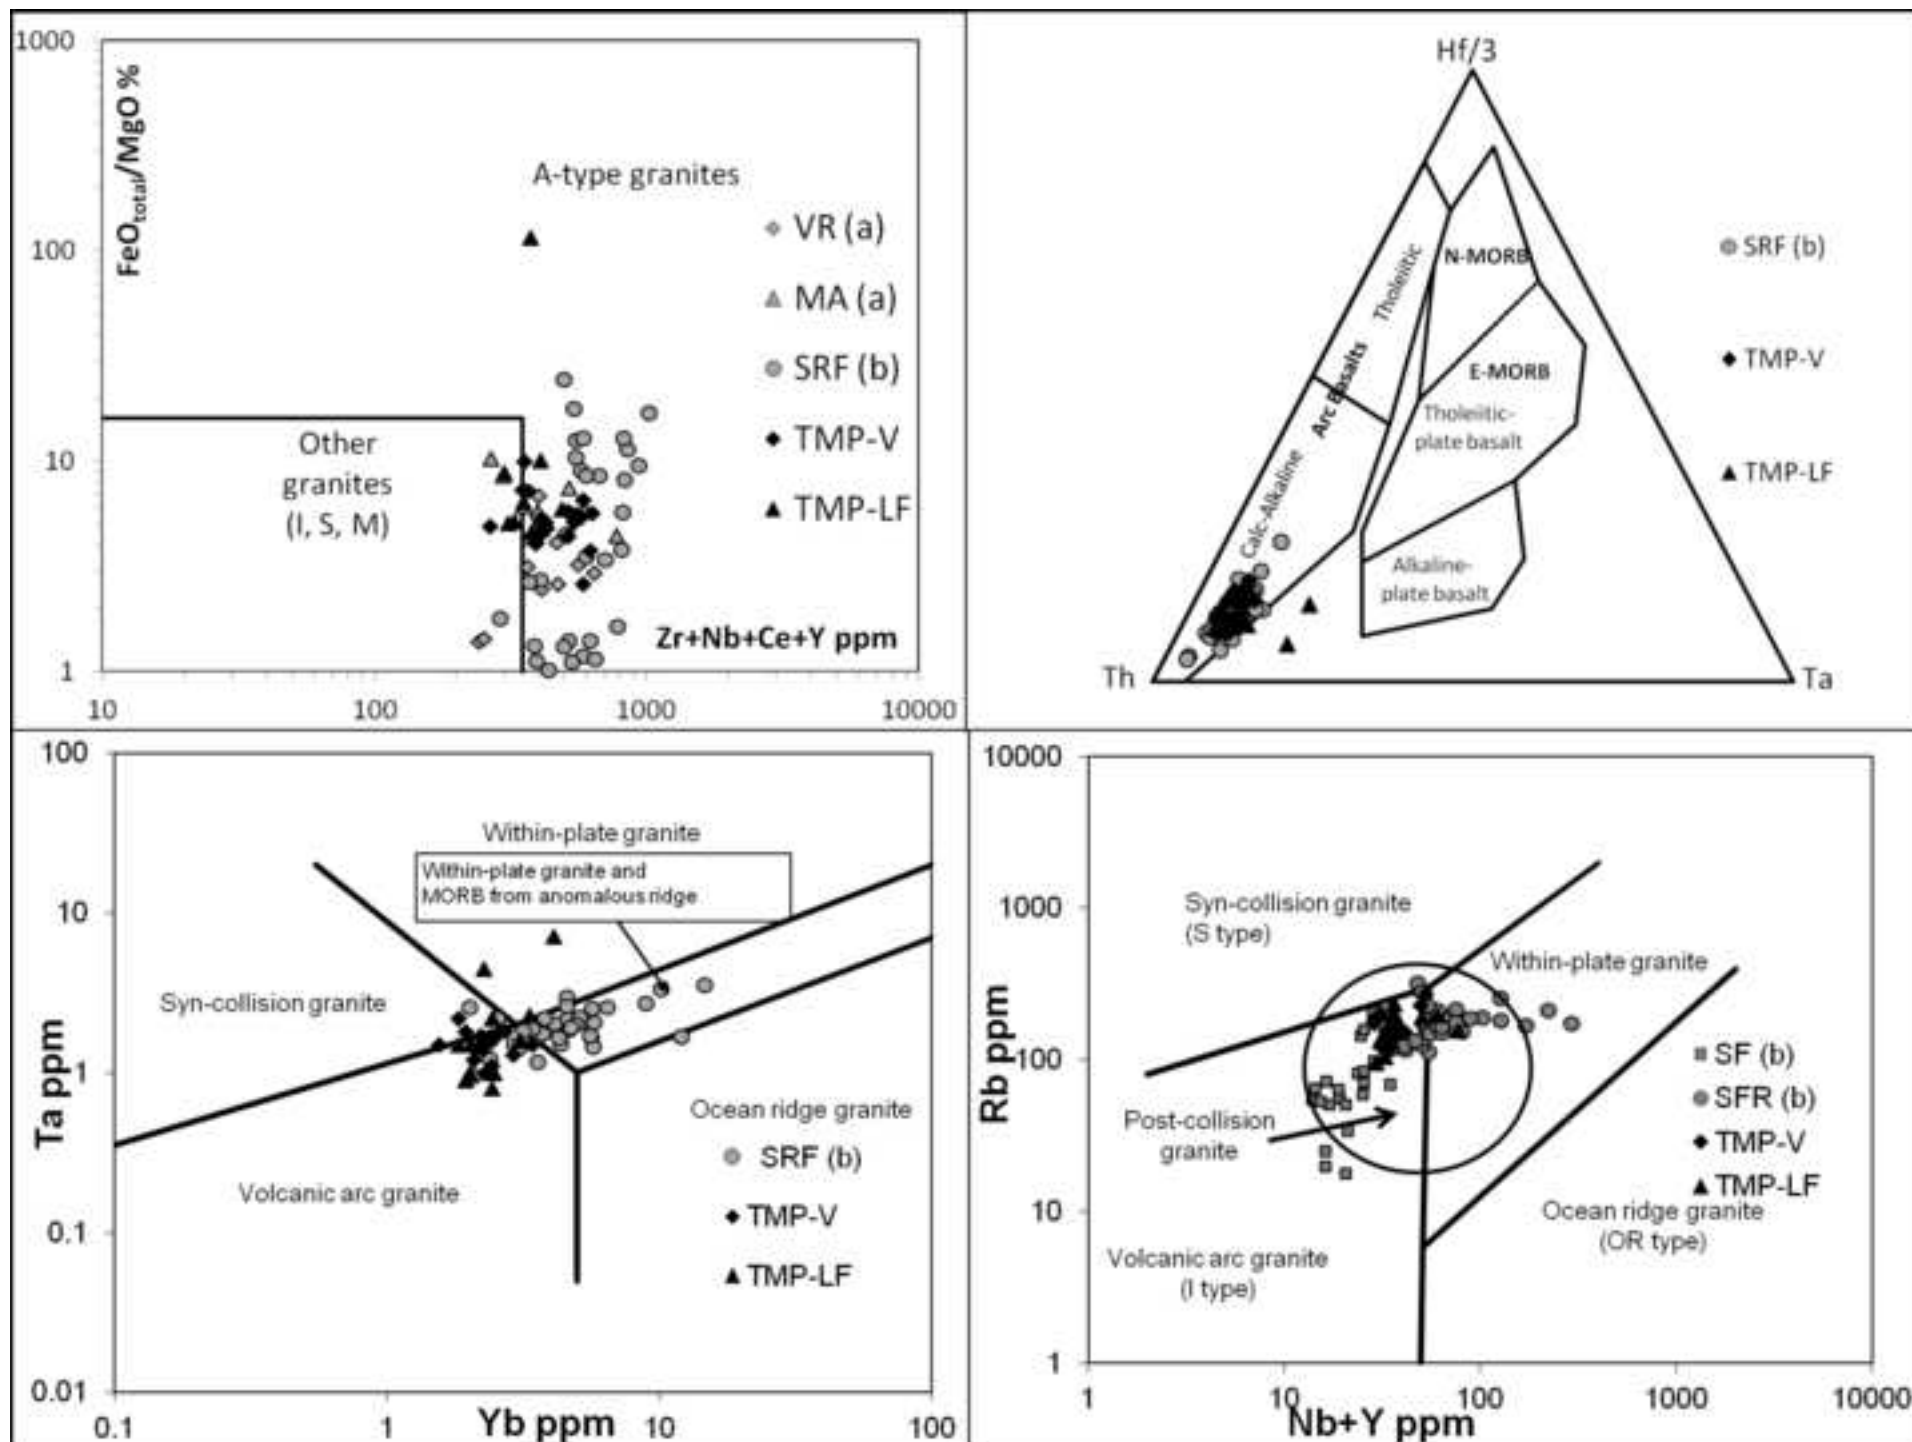 1000
100
10
1
10
100
1000
10000
FeOtotal/MgO %
A-type granites
VR (a)
MA (a)
SRF (b)
TMP-V
TMP-LF
Other
granites
(I, S, M)
Zr+Nb+Ce+Y ppm
Hf/3
Th
Ta
Tholeiitic
Arc Basalts
Calc-Alkaline
N-MORB
E-MORB
Tholeiitic-
plate basalt
Alkaline-
plate basalt
SRF (b)
TMP-V
TMP-LF
100
10
1
0.1
0.01
0.1
1
10
100
Ta ppm
Yb ppm
Within-plate granite
Within-plate granite and
MORB from anomalous ridge
Syn-collision granite
Ocean ridge granite
Volcanic arc granite
SRF (b)
TMP-V
TMP-LF
10000
1000
100
10
1
1
10
100
1000
10000
Rb ppm
Nb+Y ppm
Syn-collision granite
(S type)
Within-plate granite
Post-collision
granite
Volcanic arc granite
(I type)
Ocean ridge granite
(OR type)
SF (b)
SFR (b)
TMP-V
TMP-LF